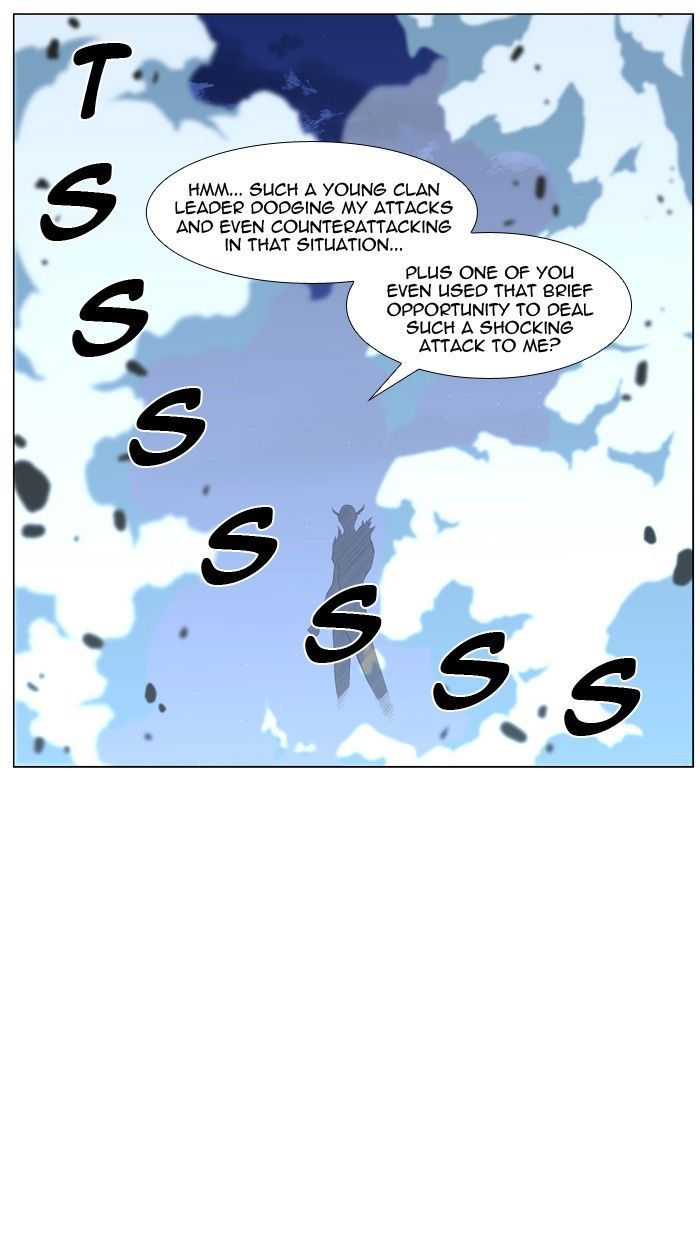 TSSSSSSS
HMM... SUCH A YOUNG CLAN
LEADER DODGING MY ATTACKS
AND EVEN COUNTERATTACKING
IN THAT SITUATION...
PLUS ONE OF YOU
EVEN USED THAT BRIEF
OPPORTUNITY TO DEAL
SUCH A SHOCKING
ATTACK TO ME?